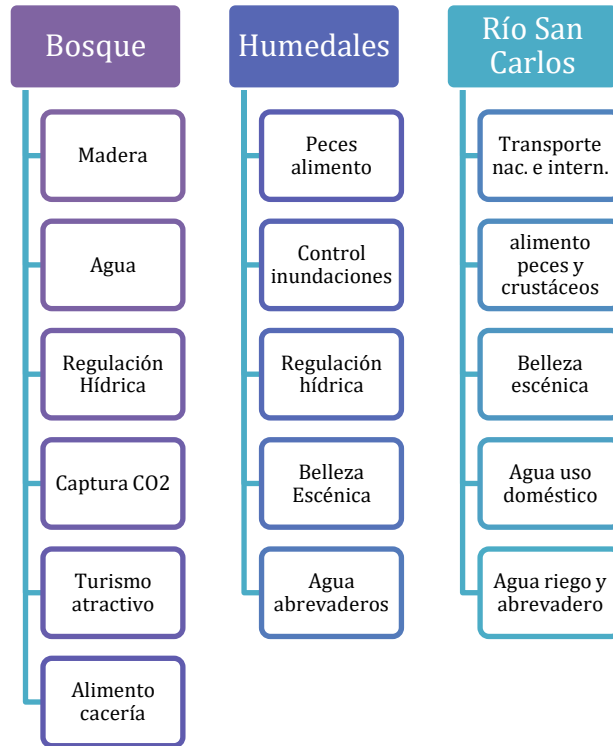 Bosque
Madera
Agua
Regulación
Hídrica
Captura CO2
Turismo
atractivo
Alimento
cacería
Humedales
Peces
alimento
Control
inundaciones
Regulación
hídrica
Belleza
Escénica
Agua
abrevaderos
Río San
Carlos
Transporte
nac. e intern.
alimento
peces y
crustáceos
Belleza
escénica
Agua uso
doméstico
Agua riego y
abrevadero